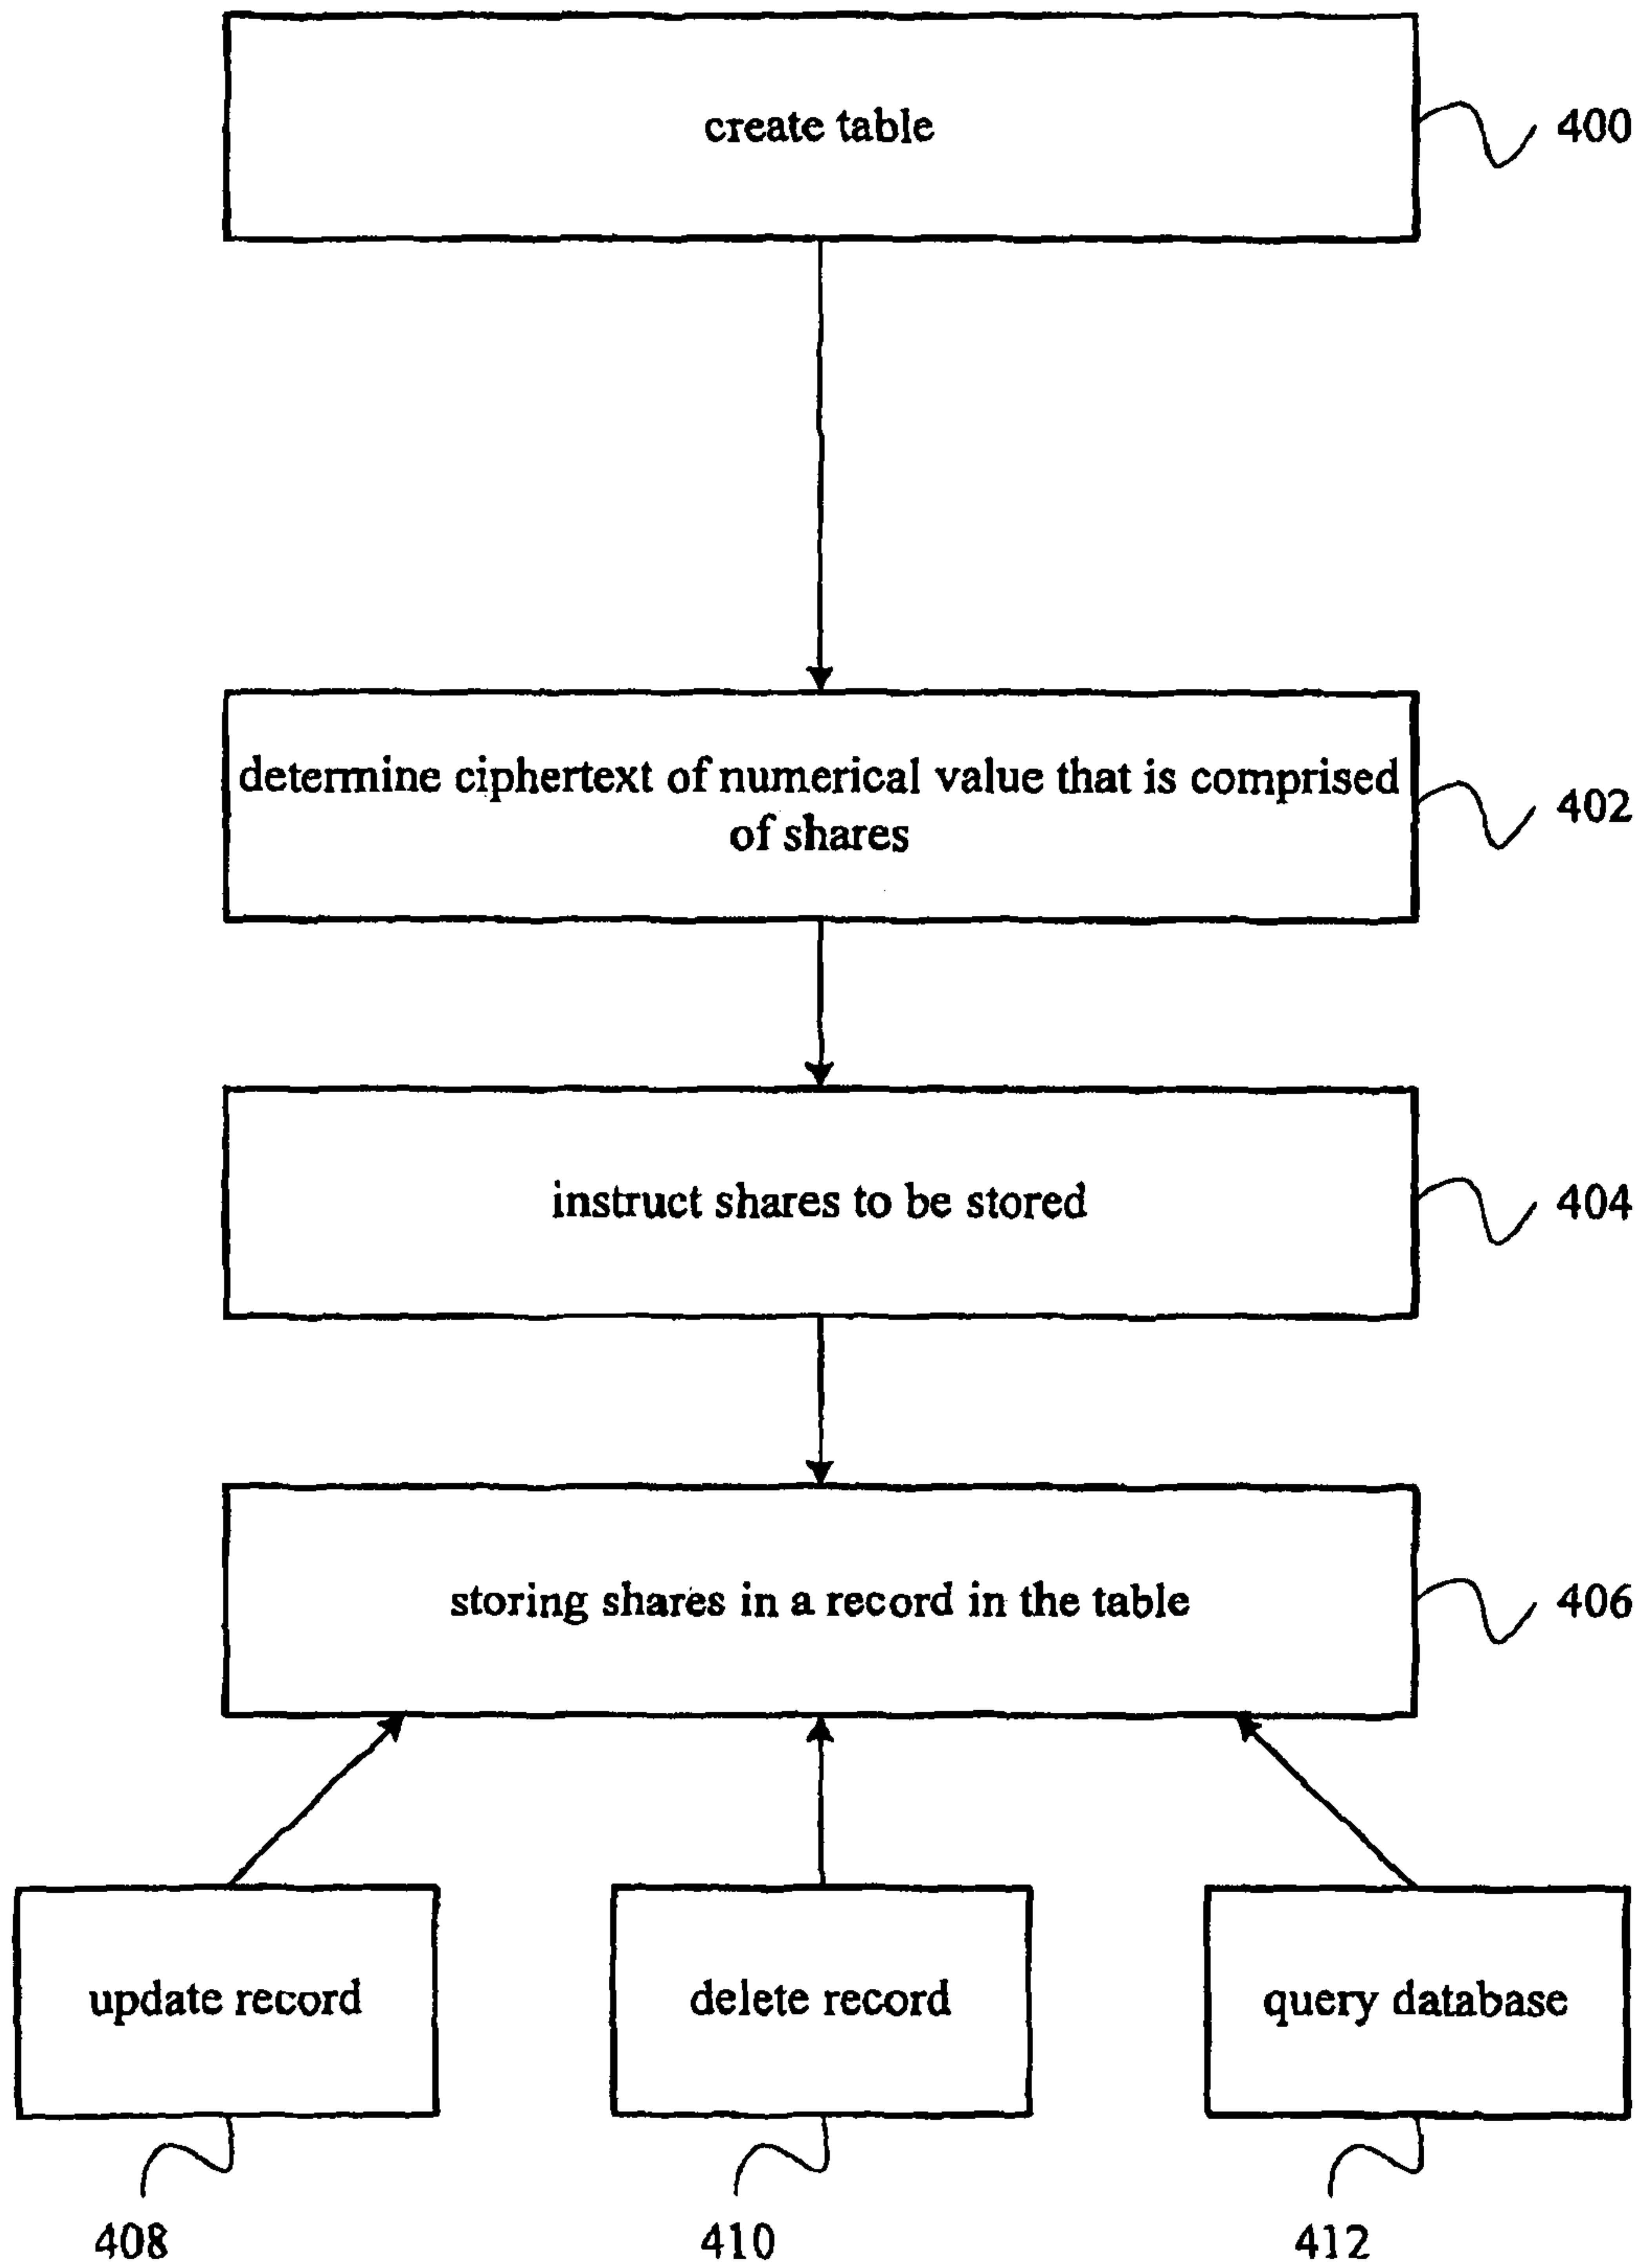 create table
400
determine ciphertext of numerical value that is comprised
of shares
402
instruct shares to be stored
404
storing shares in a record in the table
406
update record
delete record
query database
408
410
412